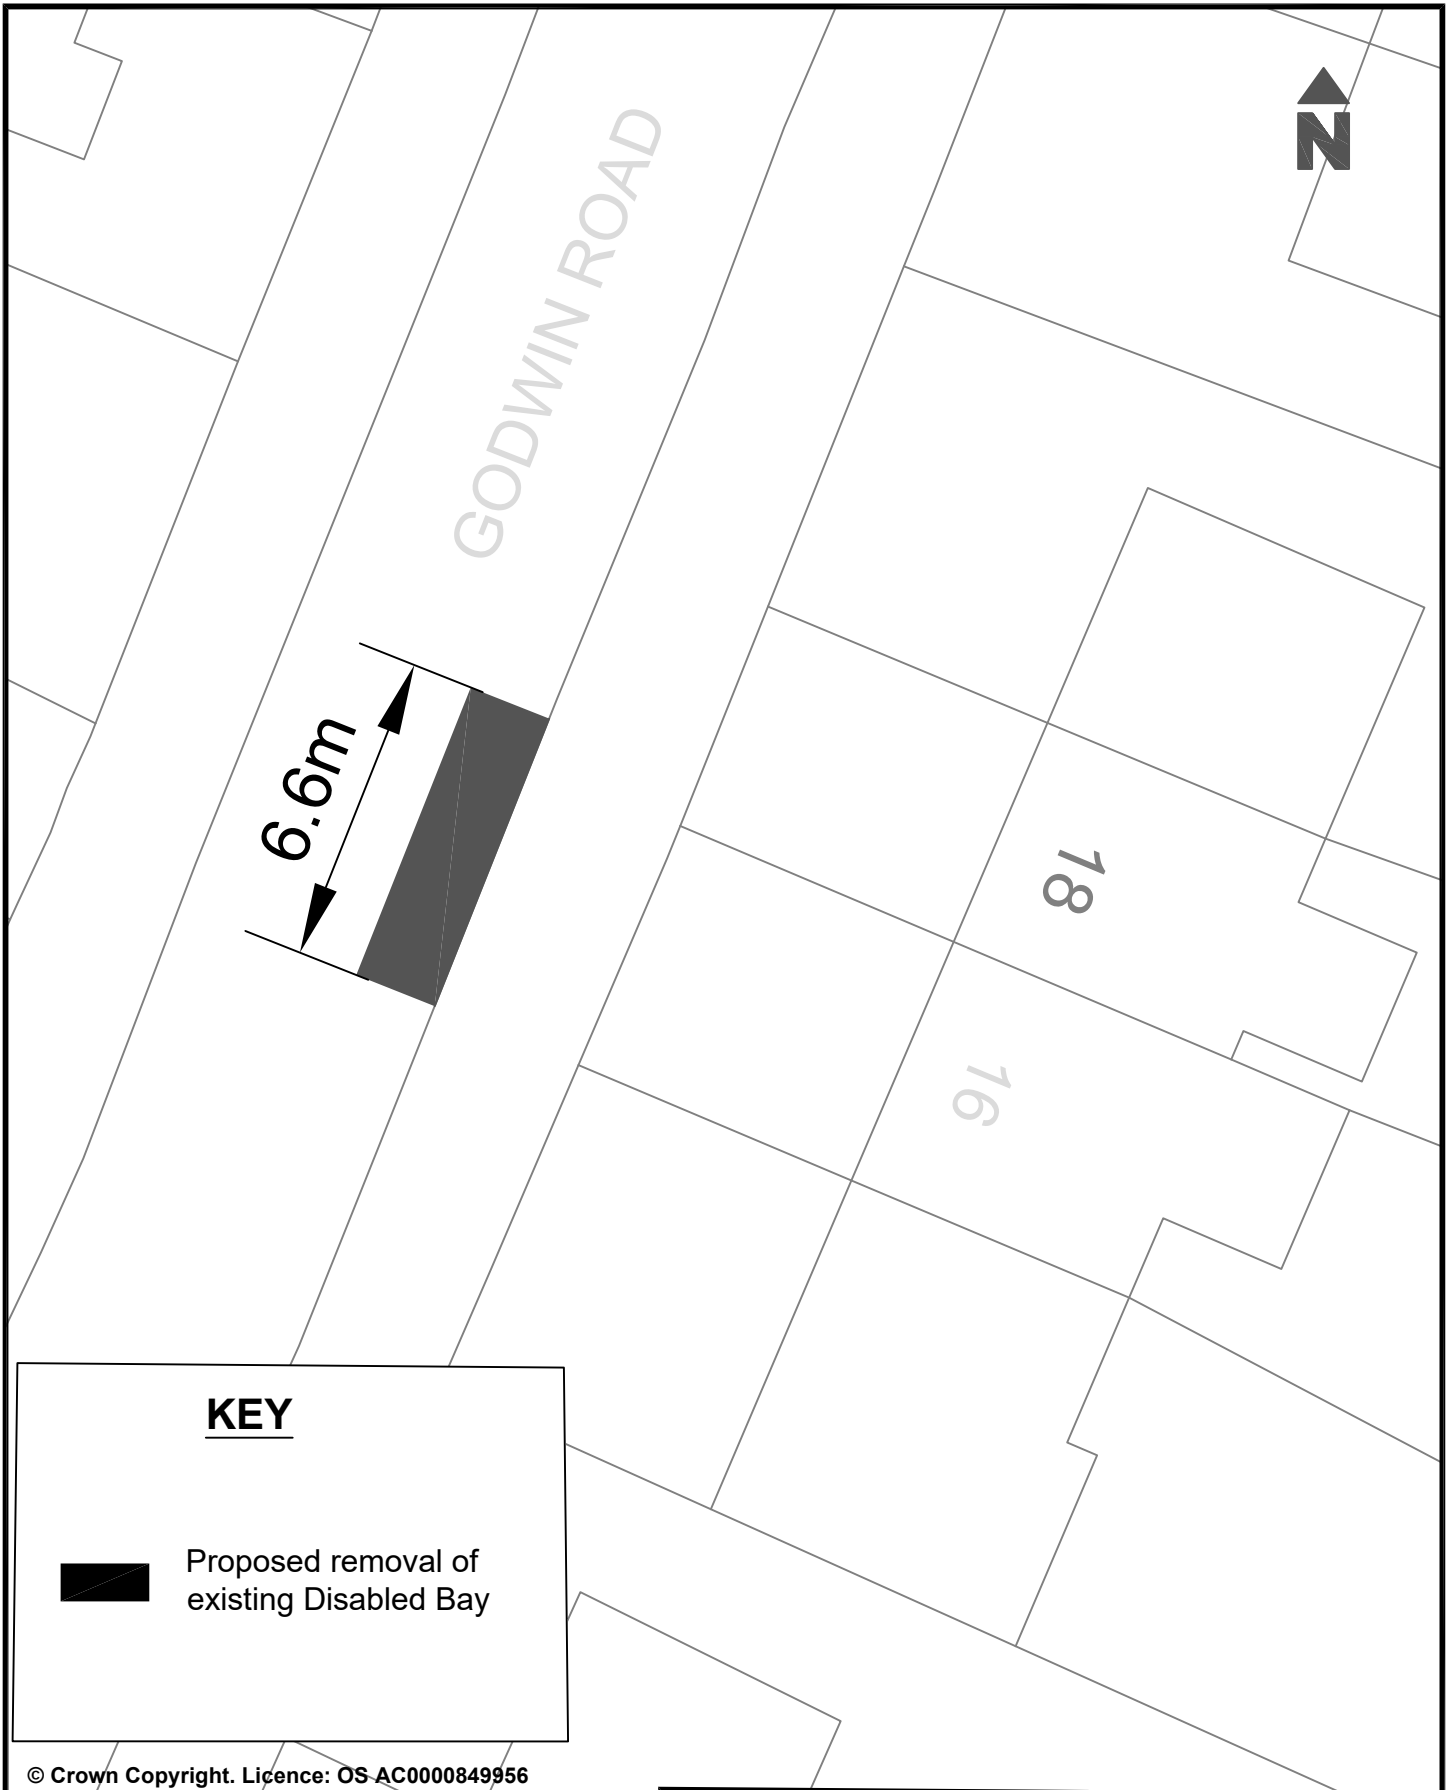 N
GODWIN ROAD
6.6m
18
16
KEY
Proposed removal of
existing Disabled Bay
© Crown Copyright. Licence: OS AC0000849956